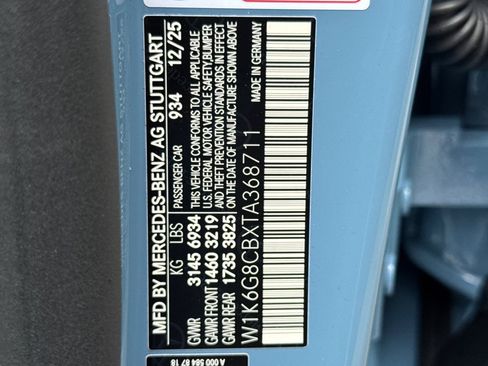 MFD BY MERCEDES-BENZ AG STUTTGART
PASSENGER CAR 934 12/25
KG LBS
THIS VEHICLE CONFORMS TO ALL APPLICABLE
U.S. FEDERAL MOTOR VEHICLE SAFETY,BUMPER
AND THEFT PREVENTION STANDARDS IN EFFECT
ON THE DATE OF MANUFACTURE SHOWN ABOVE
GVWR 3145 6934
GAWR FRONT 1460 3219
GAWR REAR 1735 3825
MADE IN GERMANY
W1K6G8CBXTA368711
A 000 584 87 18